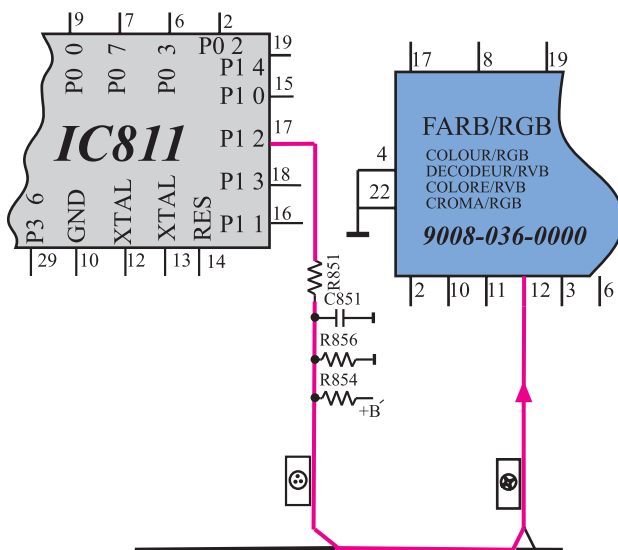 9 7 6 2
P0 0 P0 7 P0 3 P0 2
19
P1 4
15
P1 0
17
P1 2
IC811
18
P1 3
16
P1 1
P3 6 GND XTAL XTAL RES
29 10 12 13 14
R851
C851
R856
R854
+B´
17 8 19
FARB/RGB
4
COLOUR/RGB
DECODEUR/RVB
22
COLORE/RVB
CROMA/RGB
9008-036-0000
2 10 11 12 3 6